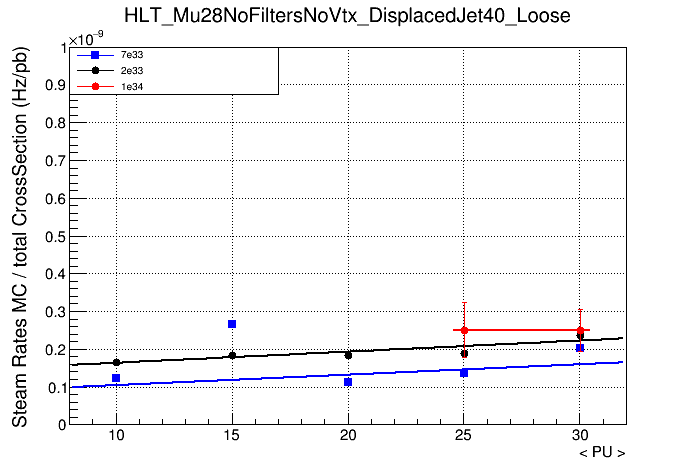 HLT_Mu28NoFiltersNoVtx_DisplacedJet40_Loose
×10⁻⁹
7e33
2e33
1e34
Steam Rates MC / total CrossSection (Hz/pb)
1
0.9
0.8
0.7
0.6
0.5
0.4
0.3
0.2
0.1
0
10 15 20 25 30
< PU >